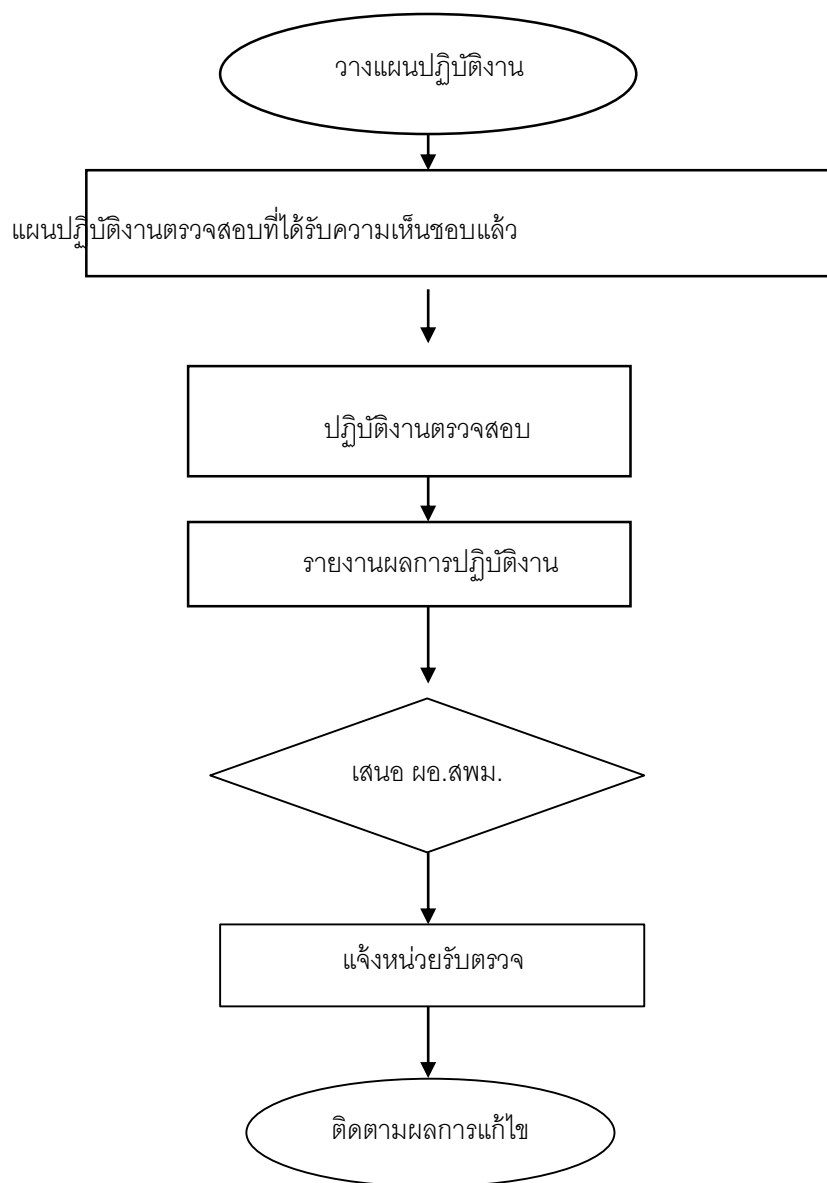 วางแผนปฏิบัติงาน
แผนปฏิบัติงานตรวจสอบที่ได้รับความเห็นชอบแล้ว
ปฏิบัติงานตรวจสอบ
รายงานผลการปฏิบัติงาน
เสนอ ผอ.สพม.
แจ้งหน่วยรับตรวจ
ติดตามผลการแก้ไข